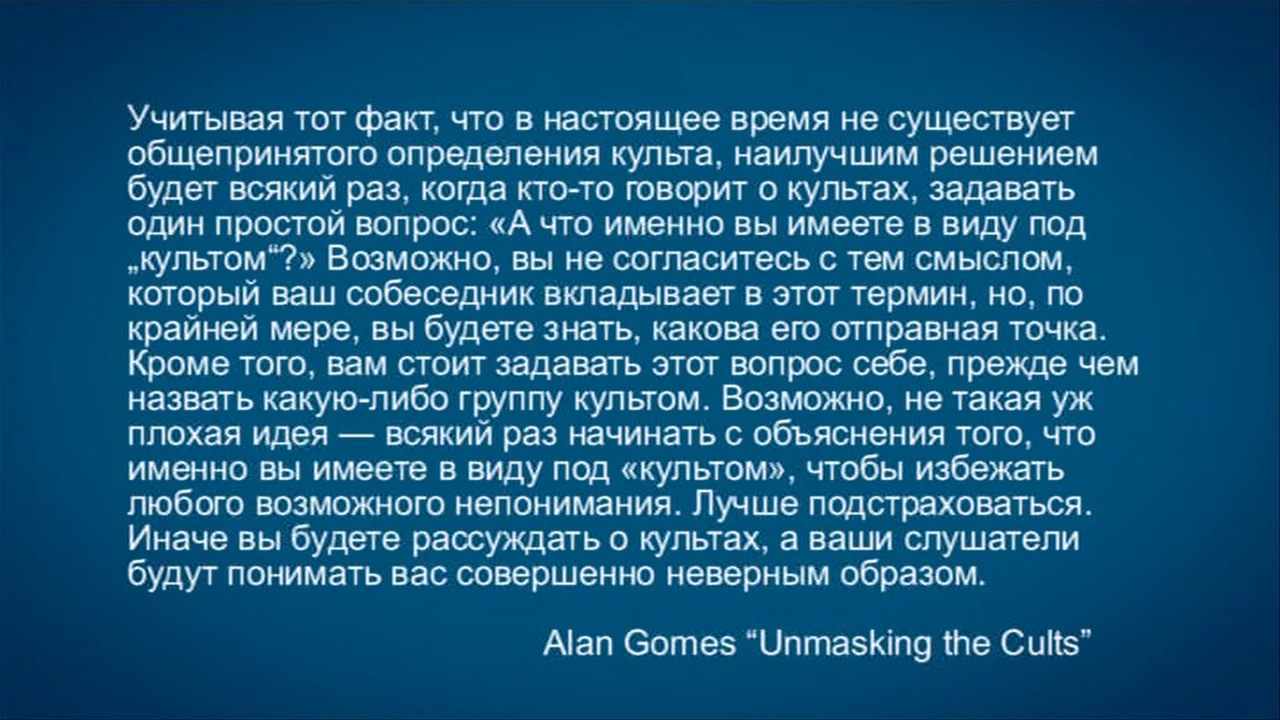 Учитывая тот факт, что в настоящее время не существует
общепринятого определения культа, наилучшим решением
будет всякий раз, когда кто-то говорит о культах, задавать
один простой вопрос: «А что именно вы имеете в виду под
„культом“?» Возможно, вы не согласитесь с тем смыслом,
который ваш собеседник вкладывает в этот термин, но, по
крайней мере, вы будете знать, какова его отправная точка.
Кроме того, вам стоит задавать этот вопрос себе, прежде чем
назвать какую-либо группу культом. Возможно, не такая уж
плохая идея — всякий раз начинать с объяснения того, что
именно вы имеете в виду под «культом», чтобы избежать
любого возможного непонимания. Лучше подстраховаться.
Иначе вы будете рассуждать о культах, а ваши слушатели
будут понимать вас совершенно неверным образом.
Alan Gomes “Unmasking the Cults”